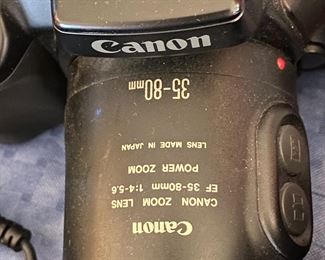 Canon
35-80mm
Canon
CANON ZOOM LENS
EF 35-80mm 1:4-5.6
POWER ZOOM
LENS MADE IN JAPAN